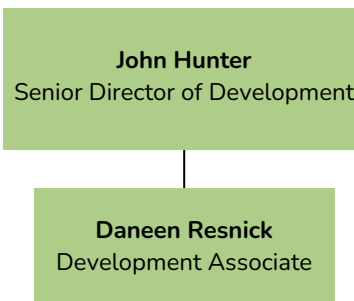 John Hunter
Senior Director of Development
Daneen Resnick
Development Associate